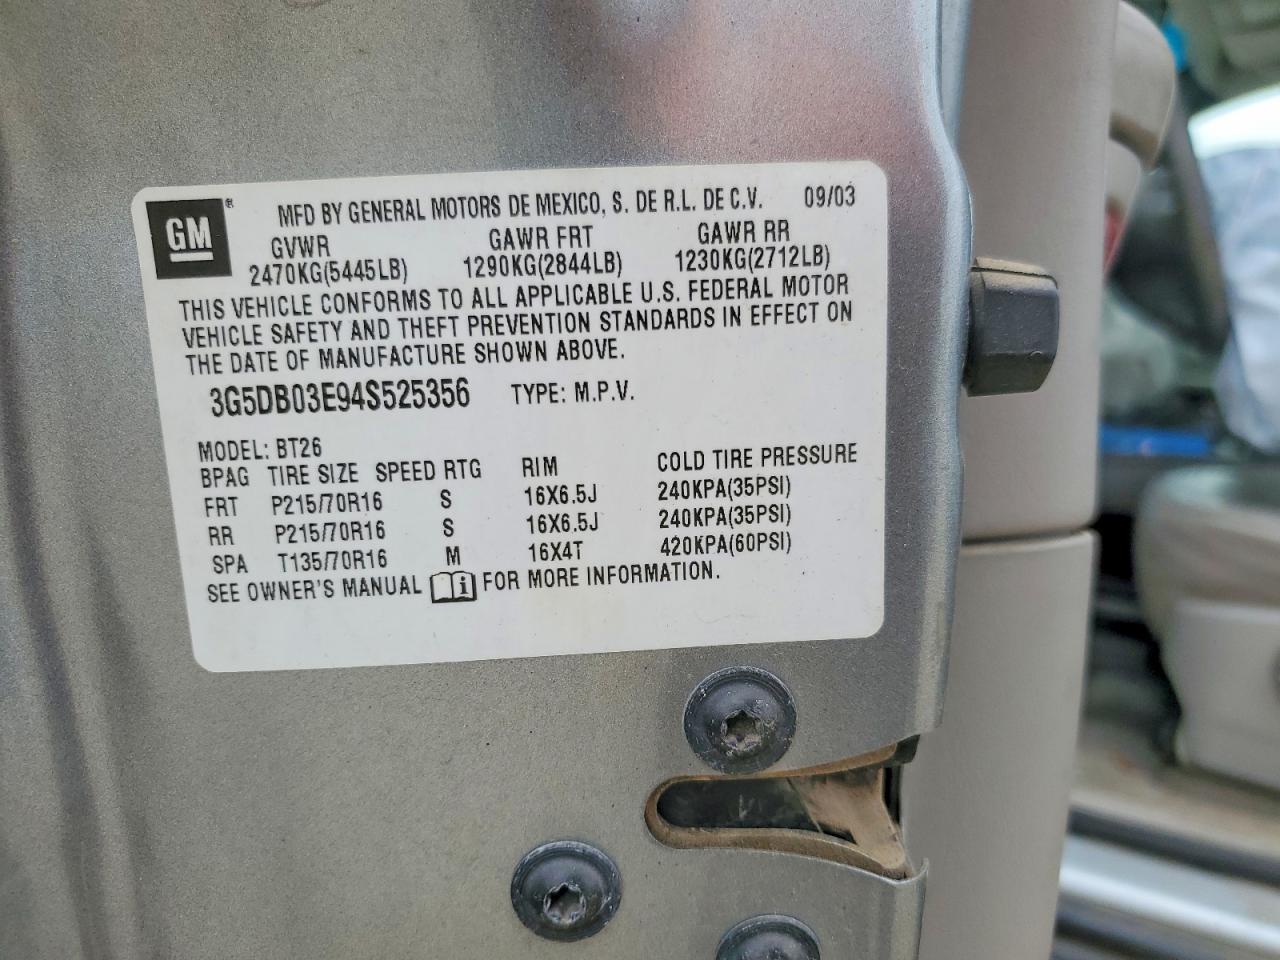 GM® MFD BY GENERAL MOTORS DE MEXICO, S. DE R.L. DE C.V. 09/03
GVWR GAWR FRT GAWR RR
2470KG(5445LB) 1290KG(2844LB) 1230KG(2712LB)
THIS VEHICLE CONFORMS TO ALL APPLICABLE U.S. FEDERAL MOTOR
VEHICLE SAFETY AND THEFT PREVENTION STANDARDS IN EFFECT ON
THE DATE OF MANUFACTURE SHOWN ABOVE.
3G5DB03E94S525356 TYPE: M.P.V.
MODEL: BT26
BPAG TIRE SIZE SPEED RTG RIM COLD TIRE PRESSURE
FRT P215/70R16 S 16X6.5J 240KPA(35PSI)
RR P215/70R16 S 16X6.5J 240KPA(35PSI)
SPA T135/70R16 M 16X4T 420KPA(60PSI)
SEE OWNER'S MANUAL i FOR MORE INFORMATION.